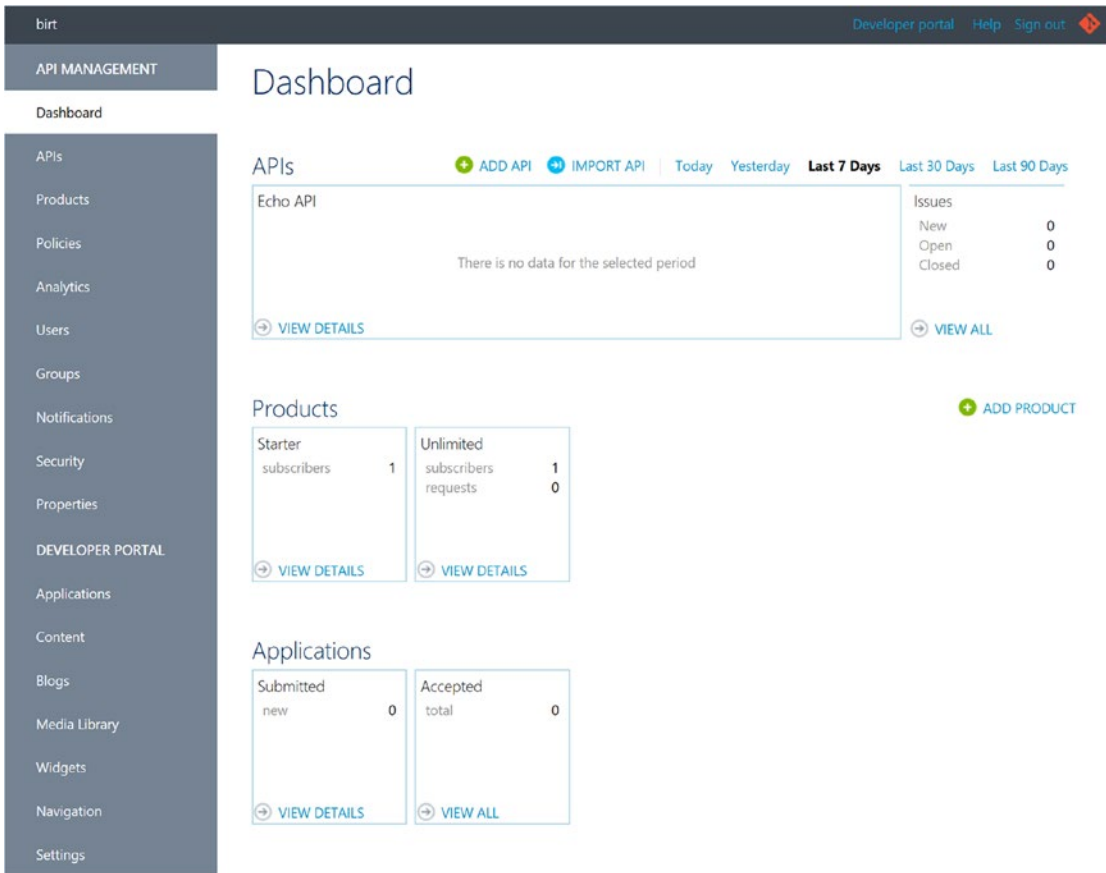 birt
Developer portal Help Sign out
API MANAGEMENT
Dashboard
APIs
Products
Policies
Analytics
Users
Groups
Notifications
Security
Properties
DEVELOPER PORTAL
Applications
Content
Blogs
Media Library
Widgets
Navigation
Settings
Dashboard
APIs ADD API IMPORT API Today Yesterday Last 7 Days Last 30 Days Last 90 Days
Echo API
There is no data for the selected period
VIEW DETAILS
Issues
New 0
Open 0
Closed 0
VIEW ALL
Products ADD PRODUCT
Starter
subscribers 1
VIEW DETAILS
Unlimited
subscribers 1
requests 0
VIEW DETAILS
Applications
Submitted
new 0
VIEW DETAILS
Accepted
total 0
VIEW ALL